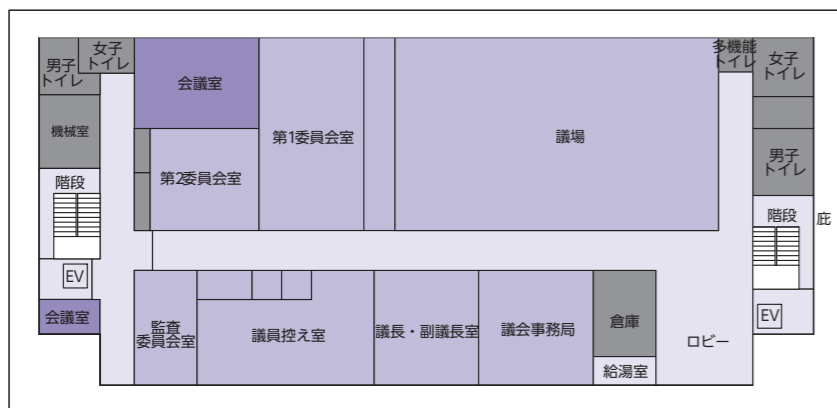 男子
トイレ
女子
トイレ
会議室
機械室
第1委員会室
第2委員会室
議場
多機能
トイレ
女子
トイレ
男子
トイレ
階段
階段
庇
EV
会議室
監査
委員会室
議員控え室
議長・副議長室
議会事務局
倉庫
給湯室
ロビー
EV